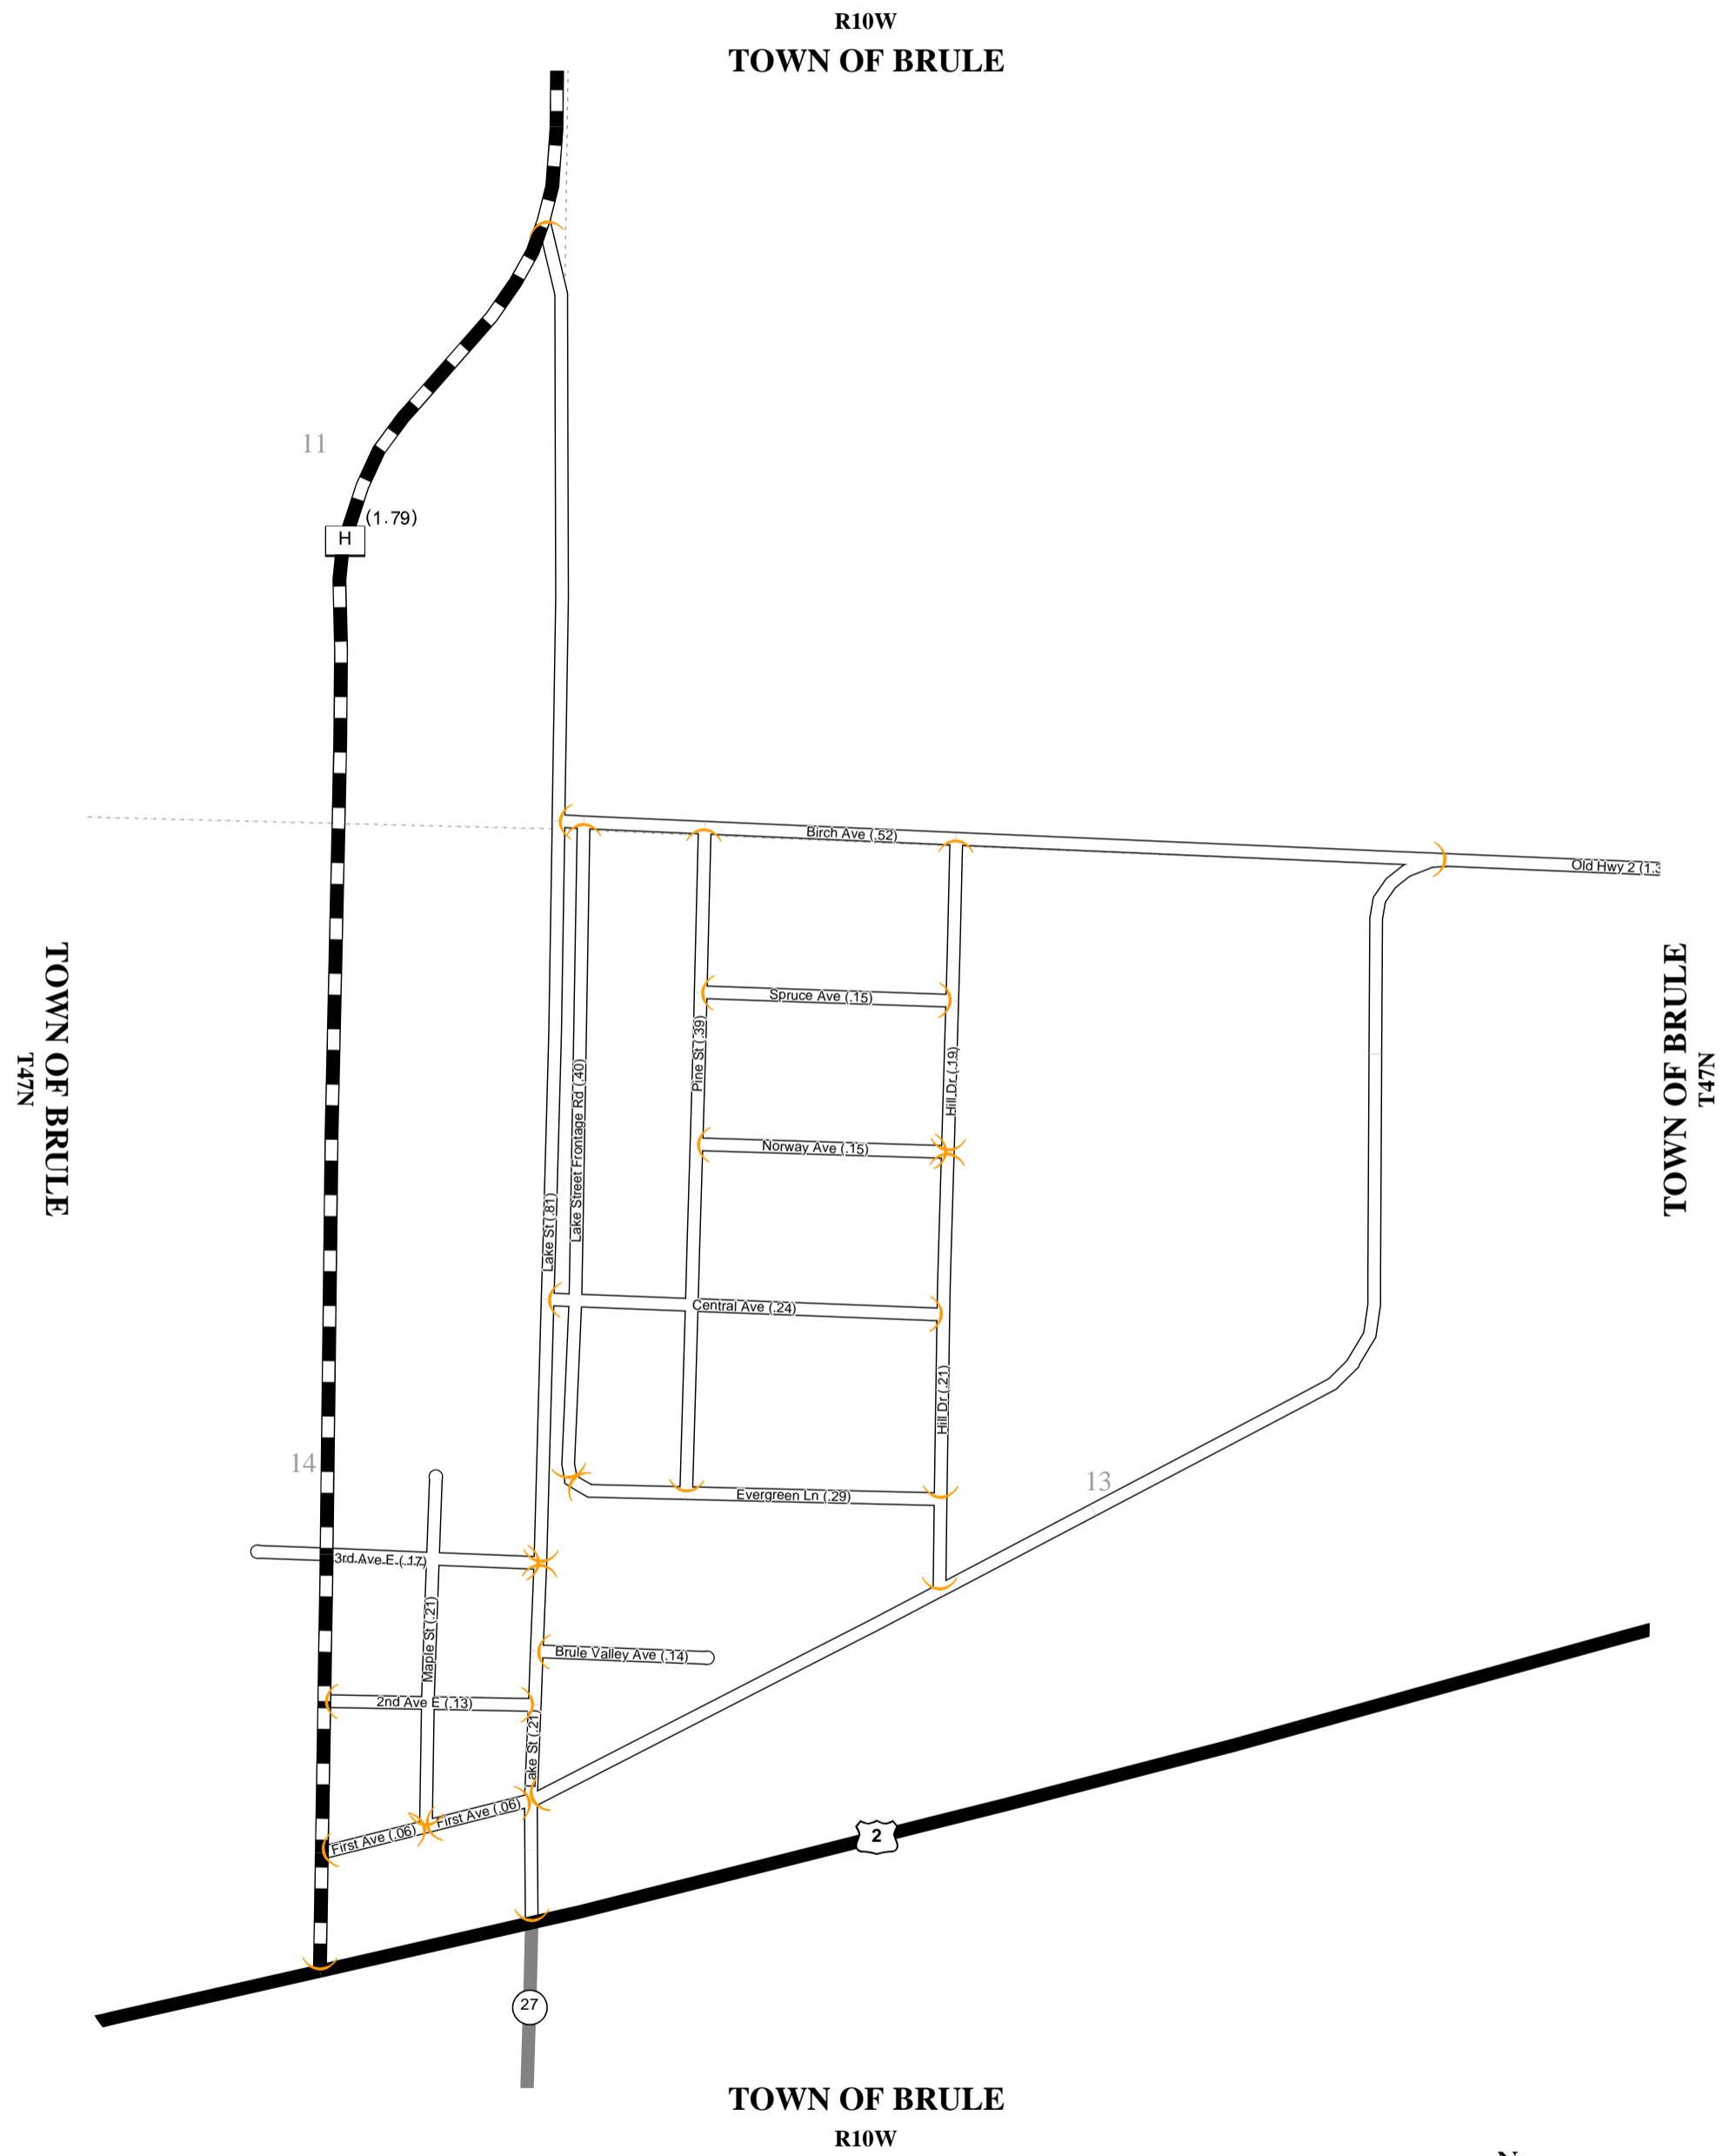 R10W
TOWN OF BRULE
11
(1.79)
H
Birch Ave (.52)
Old Hwy 2 (1.3
TOWN OF BRULE
T47N
TOWN OF BRULE
T47N
Spruce Ave (.15)
Pine St (.39)
Hill Dr (.19)
Lake Street Frontage Rd (.40)
Norway Ave (.15)
Lake St (.81)
Central Ave (.24)
Hill Dr (.21)
14
13
Evergreen Ln (.29)
3rd Ave E (.17)
Maple St (.21)
Brule Valley Ave (.14)
2nd Ave E (.13)
Lake St (.21)
First Ave (.06)
First Ave (.06)
2
27
TOWN OF BRULE
R10W